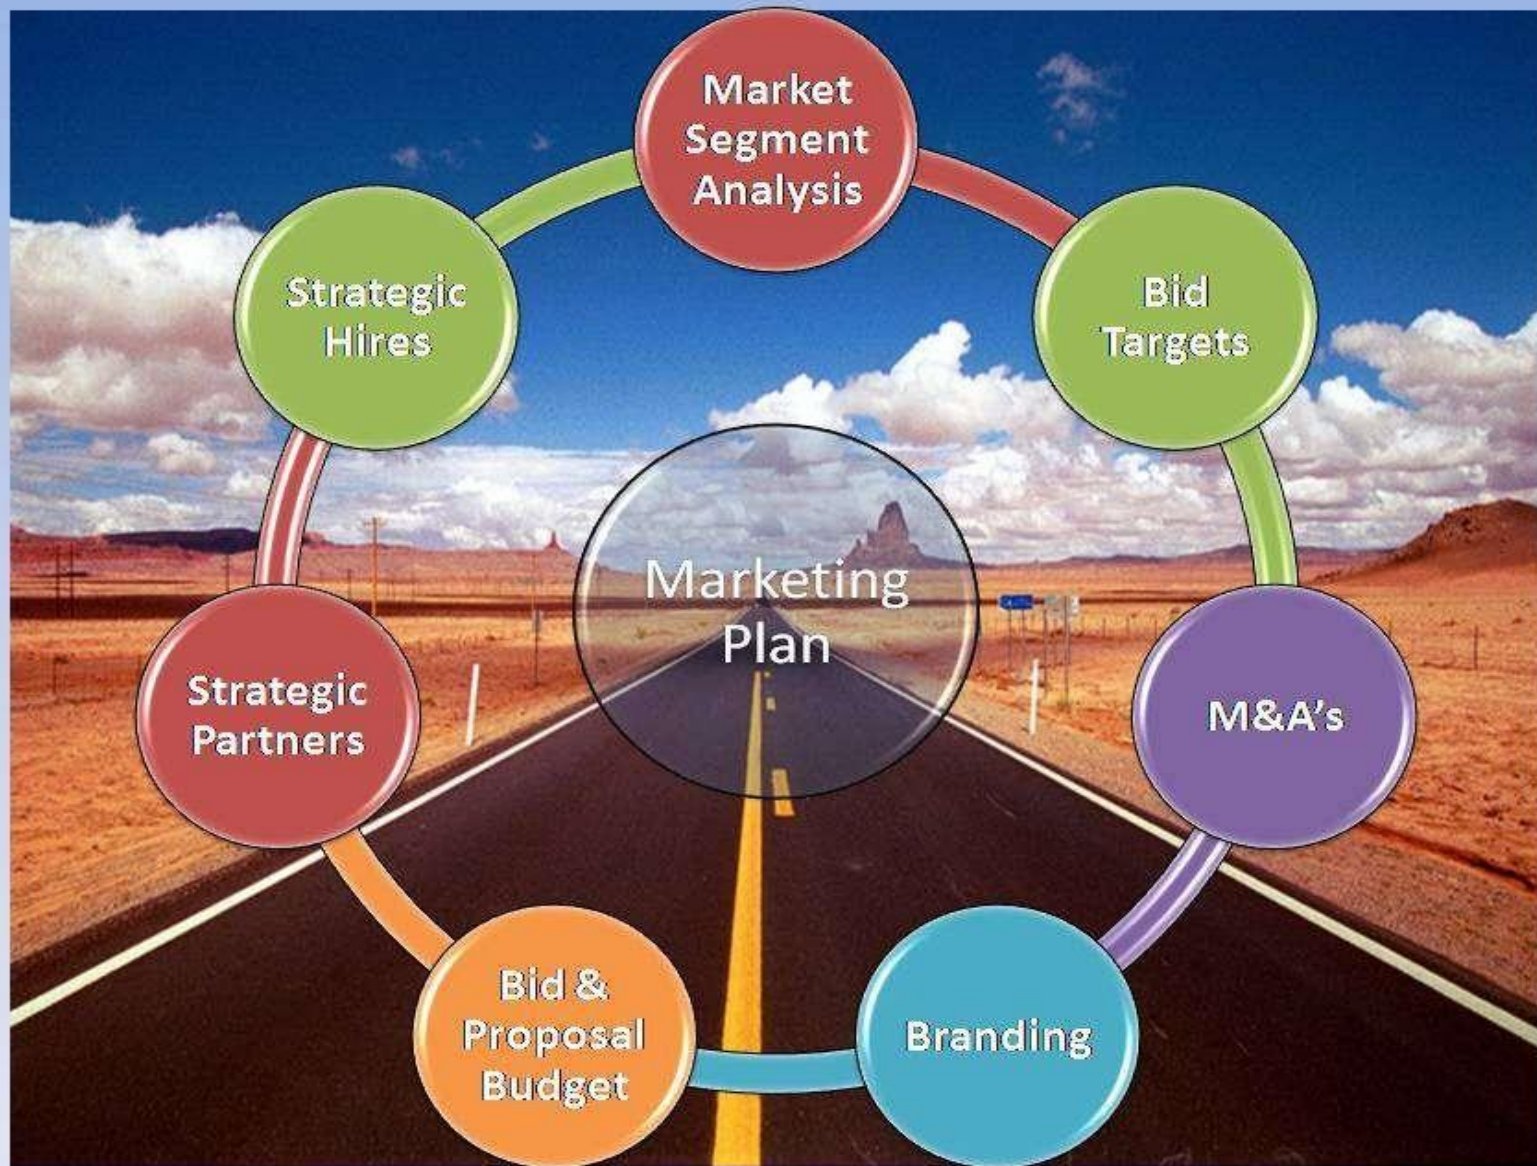 Market
Segment
Analysis
Bid
Targets
M&A's
Branding
Bid &
Proposal
Budget
Strategic
Partners
Strategic
Hires
Marketing
Plan